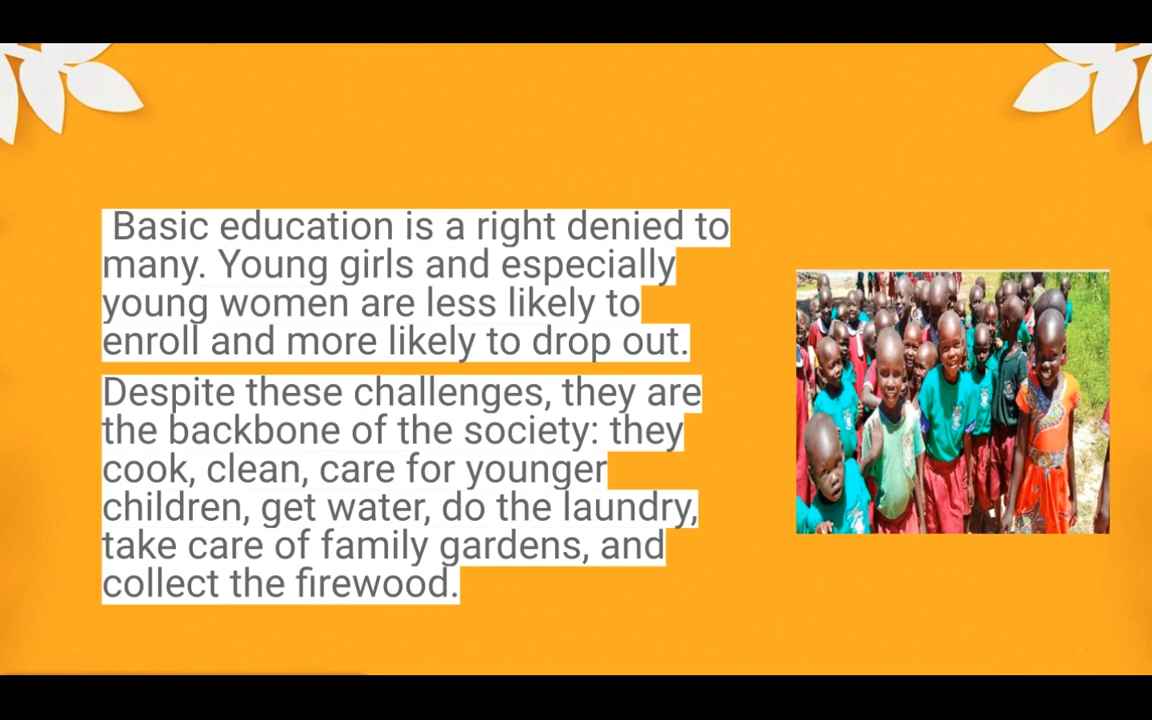 Basic education is a right denied to
many. Young girls and especially
young women are less likely to
enroll and more likely to drop out.
Despite these challenges, they are
the backbone of the society: they
cook, clean, care for younger
children, get water, do the laundry,
take care of family gardens, and
collect the firewood.